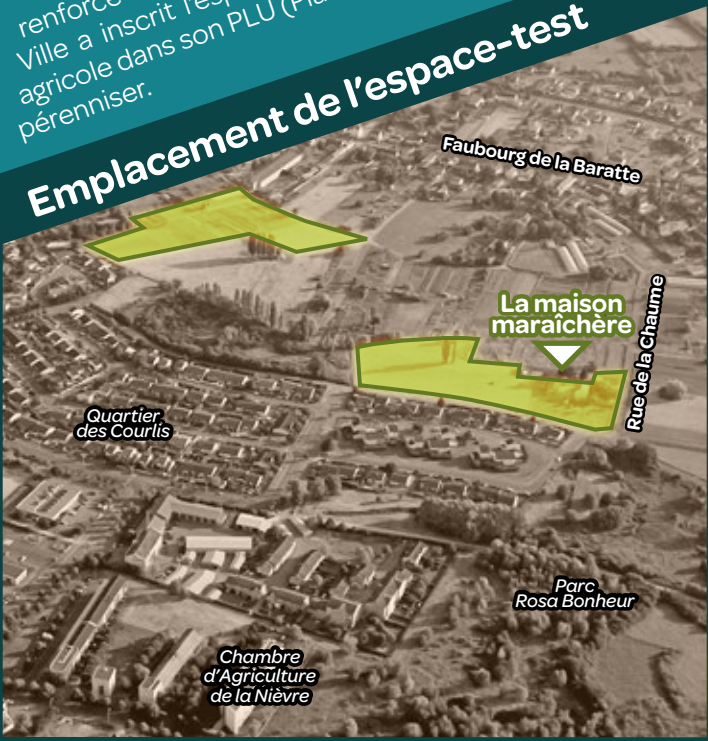 renforce
Ville a inscrit l'esp
agricole dans son PLU (Pla
pérenniser.
Emplacement de l'espace-test
Faubourg de la Baratte
La maison
maraîchère
Rue de la Chaume
Quartier
des Courlis
Parc
Rosa Bonheur
Chambre
d'Agriculture
de la Nièvre